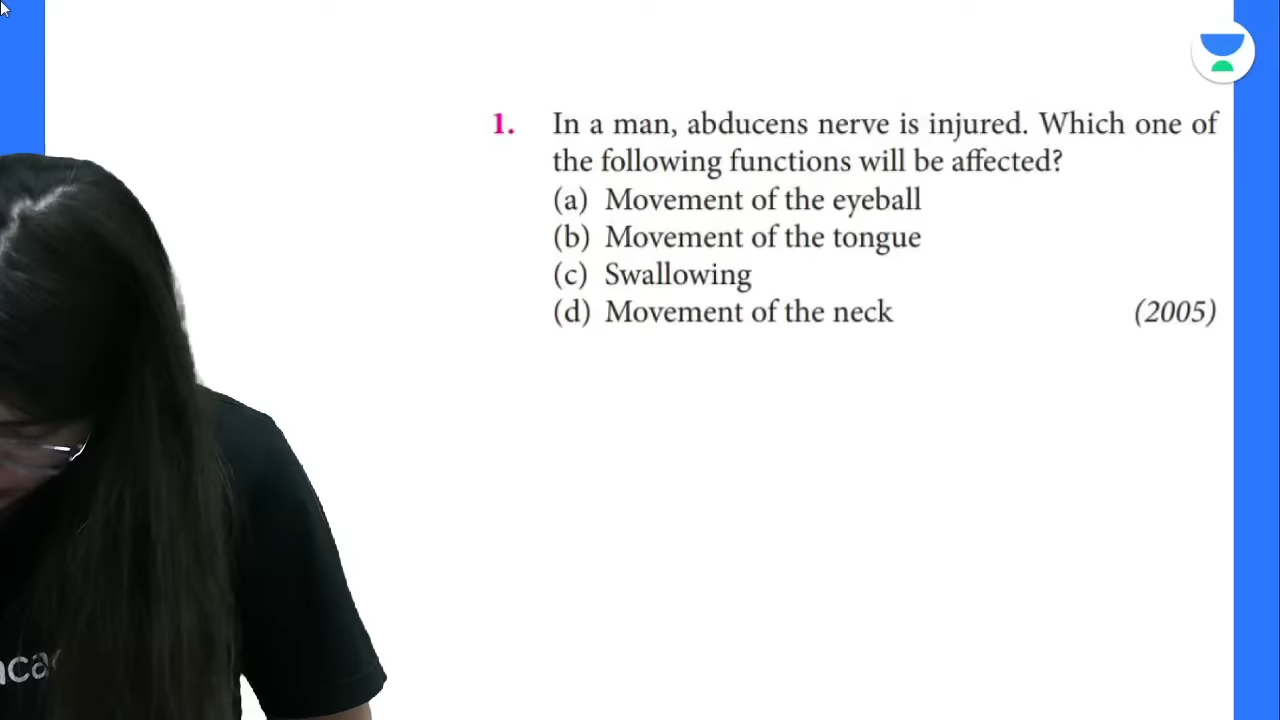 1. In a man, abducens nerve is injured. Which one of
the following functions will be affected?
(a) Movement of the eyeball
(b) Movement of the tongue
(c) Swallowing
(d) Movement of the neck (2005)